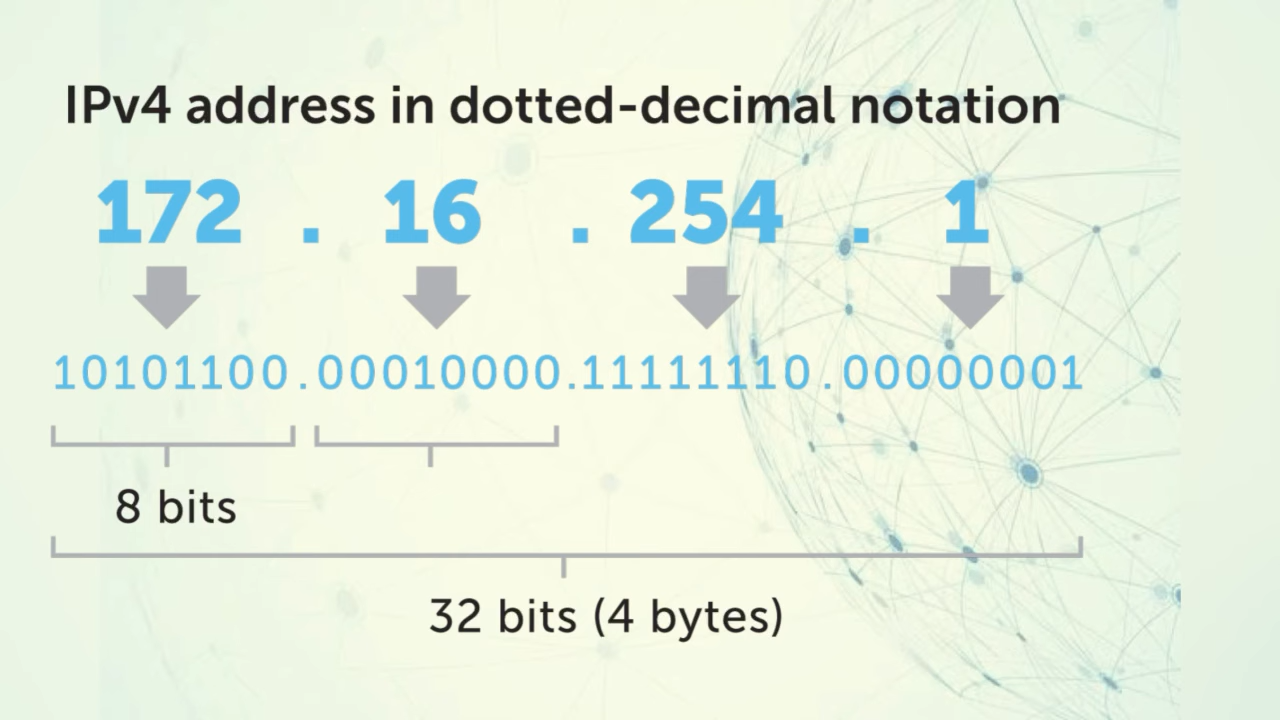 IPv4 address in dotted-decimal notation
172 . 16 . 254 . 1
10101100.00010000.11111110.00000001
8 bits
32 bits (4 bytes)